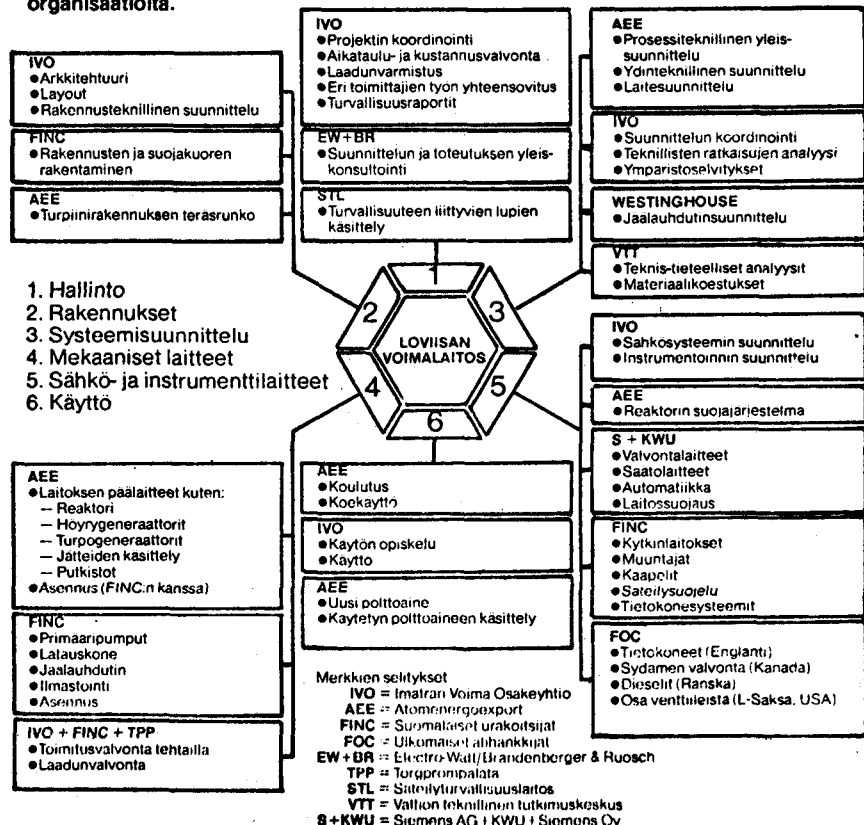 organisaatioita.
IVO
●Arkkitehtuuri
●Layout
●Rakennusteknillinen suunnittelu
FINC
●Rakennusten ja suojakuoren
rakentaminen
AEE
●Turpiinirakennuksen teräsrunko
IVO
●Projektin koordinointi
●Aikataulu- ja kustannusvalvonta
●Laadunvarmistus
●Eri toimittajien työn yhteensovitus
●Turvallisuusraportit
EW+BR
●Suunnittelun ja toteutuksen yleis-
konsultointi
STL
●Turvallisuuteen liittyvien lupien
käsittely
AEE
●Prosessiteknillinen yleis-
suunnittelu
●Ydinteknillinen suunnittelu
●Laitesuunnittelu
IVO
●Suunnittelun koordinointi
●Teknillisten ratkaisujen analyysi
●Ympäristöselvitykset
WESTINGHOUSE
●Jäälauhdutinsuunnittelu
VTT
●Teknis-tieteelliset analyysit
●Materiaalikoestukset
1. Hallinto
2. Rakennukset
3. Systeemisuunnittelu
4. Mekaaniset laitteet
5. Sähkö- ja instrumenttilaitteet
6. Käyttö
1
2
3
LOVIISAN
VOIMALAITOS
4
5
6
IVO
●Sähkösysteemin suunnittelu
●Instrumentoinnin suunnittelu
AEE
●Reaktorin suojajärjestelmä
S + KWU
●Valvontalaitteet
●Säätölaitteet
●Automatiikka
●Laitossuojaus
FINC
●Kytkinlaitokset
●Muuntajat
●Kaapelit
●Säteilysuojelu
●Tietokonesysteemit
FOC
●Tietokoneet (Englanti)
●Sydämen valvonta (Kanada)
●Dieselit (Ranska)
●Osa venttiileistä (L-Saksa, USA)
AEE
●Laitoksen päälaitteet kuten:
— Reaktori
— Höyrygeneraattorit
— Turpogeneraattorit
— Jätteiden käsittely
— Putkistot
●Asennus (FINC:n kanssa)
FINC
●Primääripumput
●Latauskone
●Jäälauhdutin
●Ilmastointi
●Asennus
IVO + FINC + TPP
●Toimitusvalvonta tehtailla
●Laadunvalvonta
AEE
●Koulutus
●Koekäyttö
IVO
●Käytön opiskelu
●Käyttö
AEE
●Uusi polttoaine
●Käytetyn polttoaineen käsittely
Merkkien selitykset
IVO = Imatran Voima Osakeyhtiö
AEE = Atomenergoexport
FINC = Suomalaiset urakoitsijat
FOC = Ulkomaiset alihankkijat
EW+BR = Electro-Watt/Brandenberger & Ruosch
TPP = Torgprompalata
STL = Säteilyturvallisuuslaitos
VTT = Valtion teknillinen tutkimuskeskus
S+KWU = Siemens AG + KWU + Siemens Oy